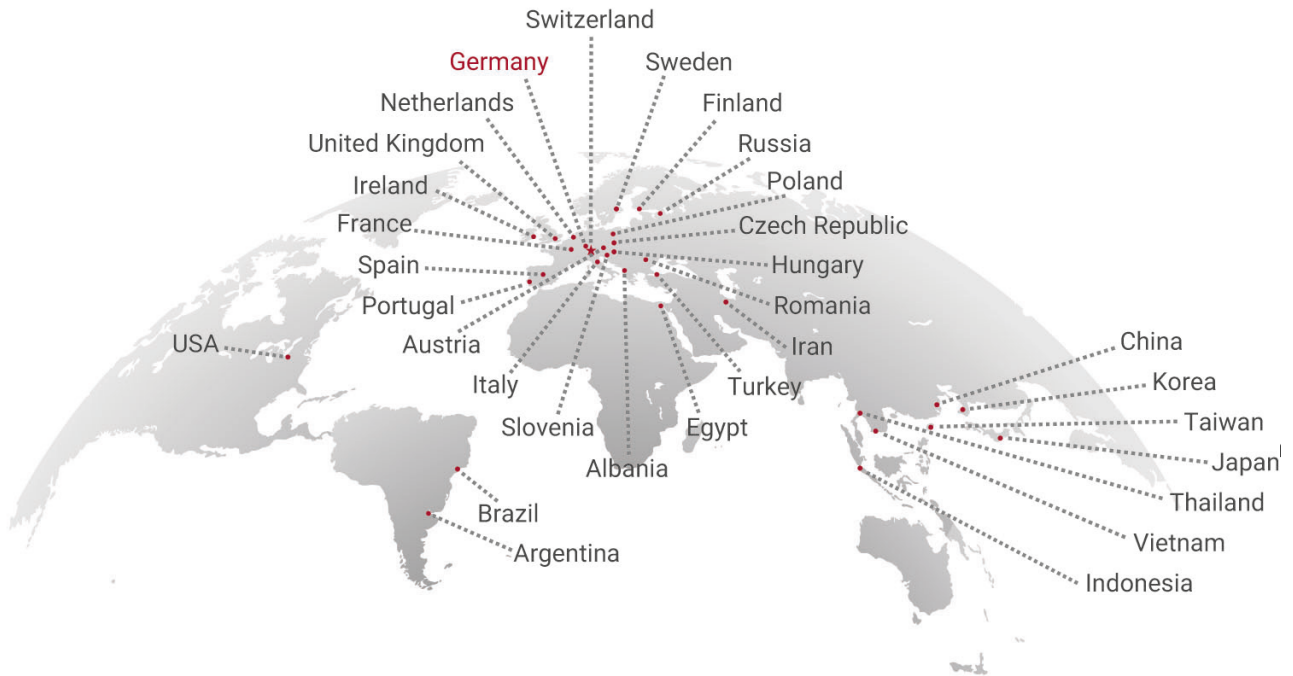 Switzerland
Germany
Sweden
Netherlands
Finland
United Kingdom
Russia
Ireland
Poland
France
Czech Republic
Spain
Hungary
Portugal
Romania
USA
Austria
Iran
China
Italy
Turkey
Korea
Slovenia
Egypt
Taiwan
Albania
Japan
Thailand
Brazil
Vietnam
Argentina
Indonesia